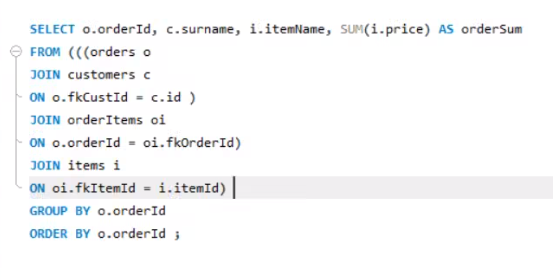 SELECT o.orderId, c.surname, i.itemName, SUM(i.price) AS orderSum
FROM (((orders o
JOIN customers c
ON o.fkCustId = c.id )
JOIN orderItems oi
ON o.orderId = oi.fkOrderId)
JOIN items i
ON oi.fkItemId = i.itemId)
GROUP BY o.orderId
ORDER BY o.orderId ;